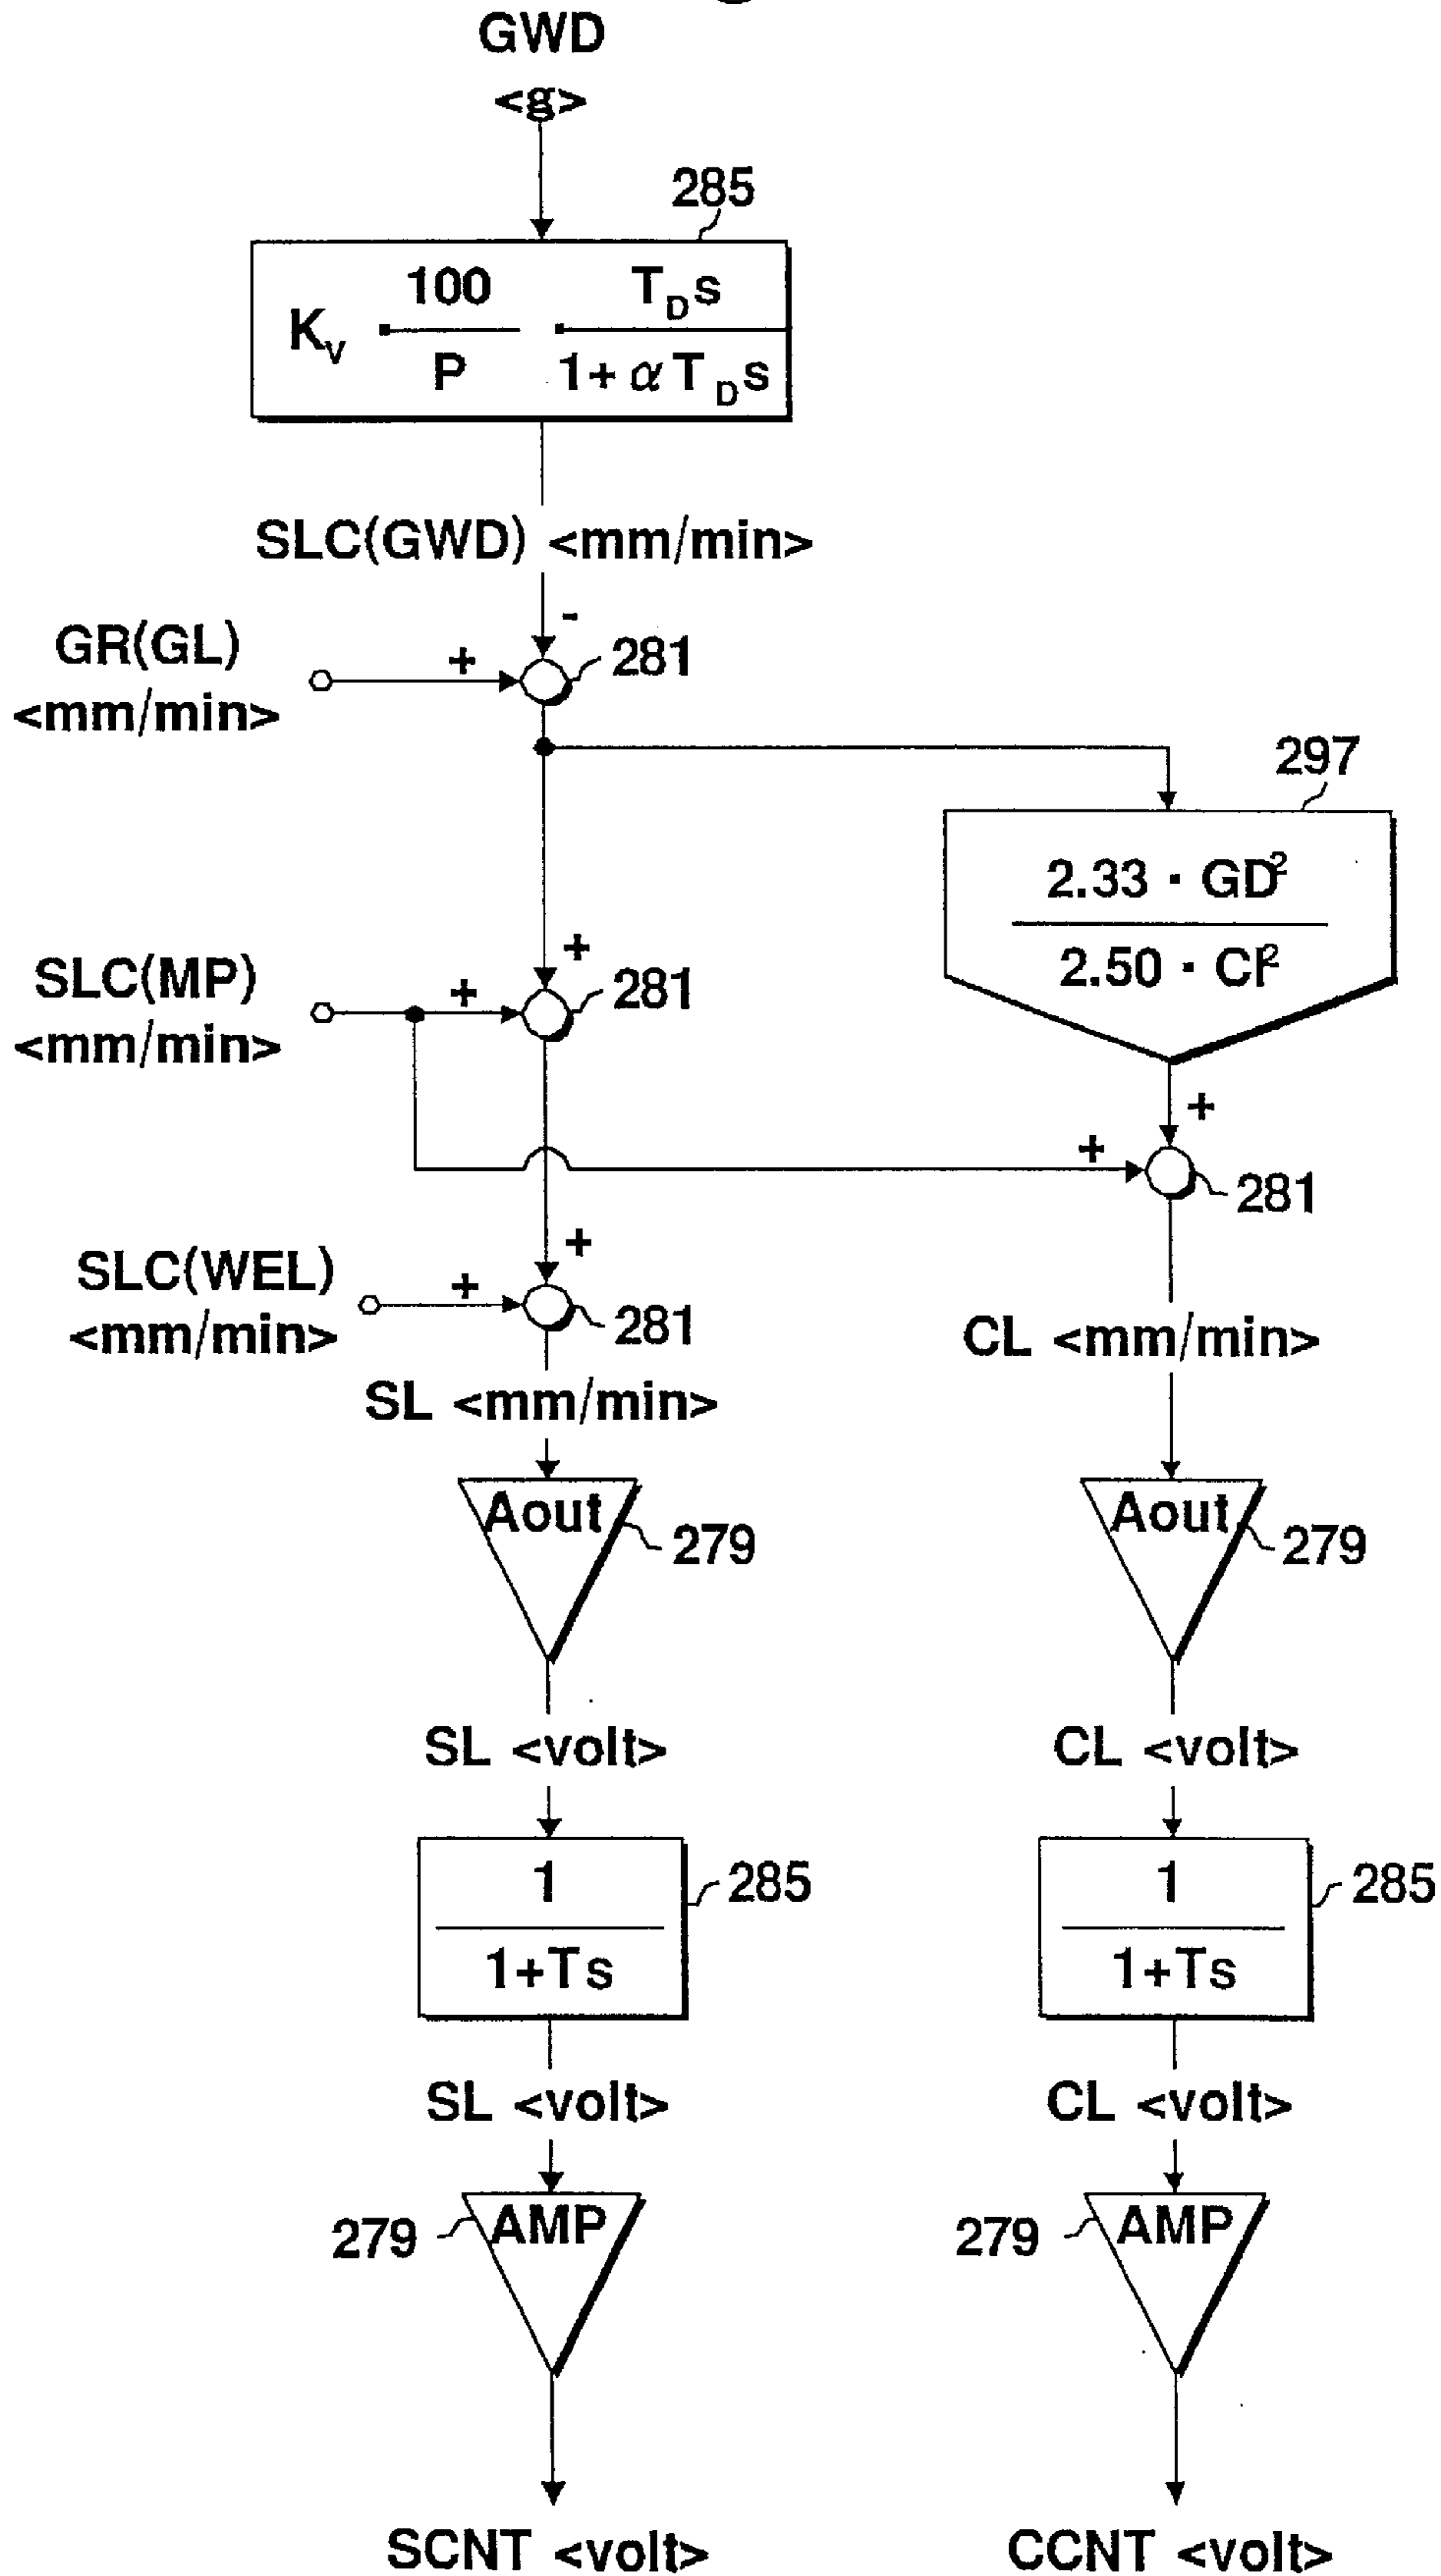 GWD
<g>
285
K_V · 100/P · T_D s/1+αT_D s
SLC(GWD) <mm/min>
-
GR(GL)
<mm/min>
+
281
297
2.33 · GD²
2.50 · CI²
+
SLC(MP)
<mm/min>
+
281
+
+
281
+
SLC(WEL)
<mm/min>
+
281
CL <mm/min>
SL <mm/min>
Aout
279
Aout
279
SL <volt>
CL <volt>
1
1+Ts
285
1
1+Ts
285
SL <volt>
CL <volt>
279
AMP
279
AMP
SCNT <volt>
CCNT <volt>